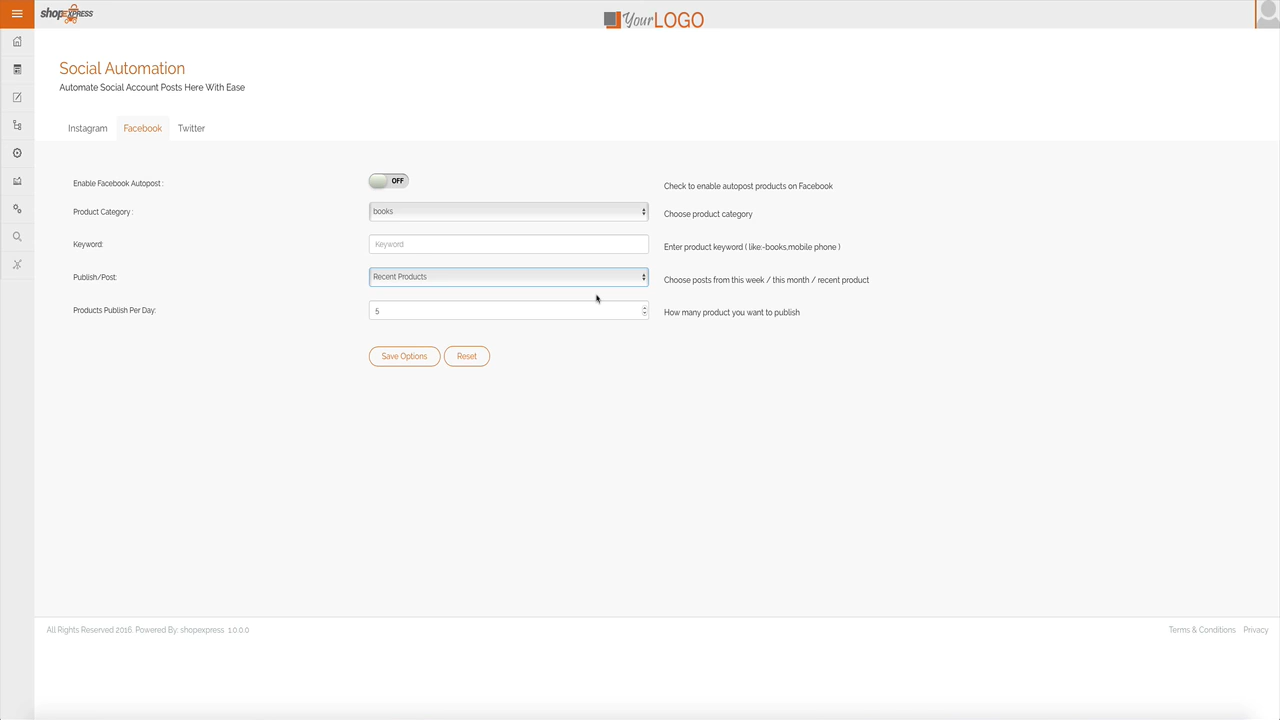 shopEXPRESS
YourLOGO
Social Automation
Automate Social Account Posts Here With Ease
Instagram Facebook Twitter
Enable Facebook Autopost : OFF Check to enable autopost products on Facebook
Product Category : books Choose product category
Keyword: Keyword Enter product keyword ( like:-books,mobile phone )
Publish/Post: Recent Products Choose posts from this week / this month / recent product
Products Publish Per Day: 5 How many product you want to publish
Save Options Reset
All Rights Reserved 2016. Powered By: shopexpress 1.0.0.0 Terms & Conditions Privacy